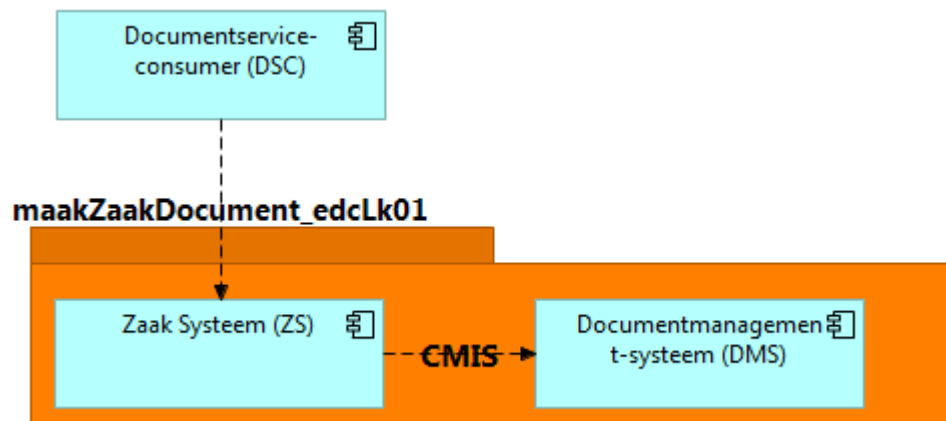 Documentservice-
consumer (DSC)
maakZaakDocument_edcLk01
Zaak Systeem (ZS)
CMIS
Documentmanagemen
t-systeem (DMS)